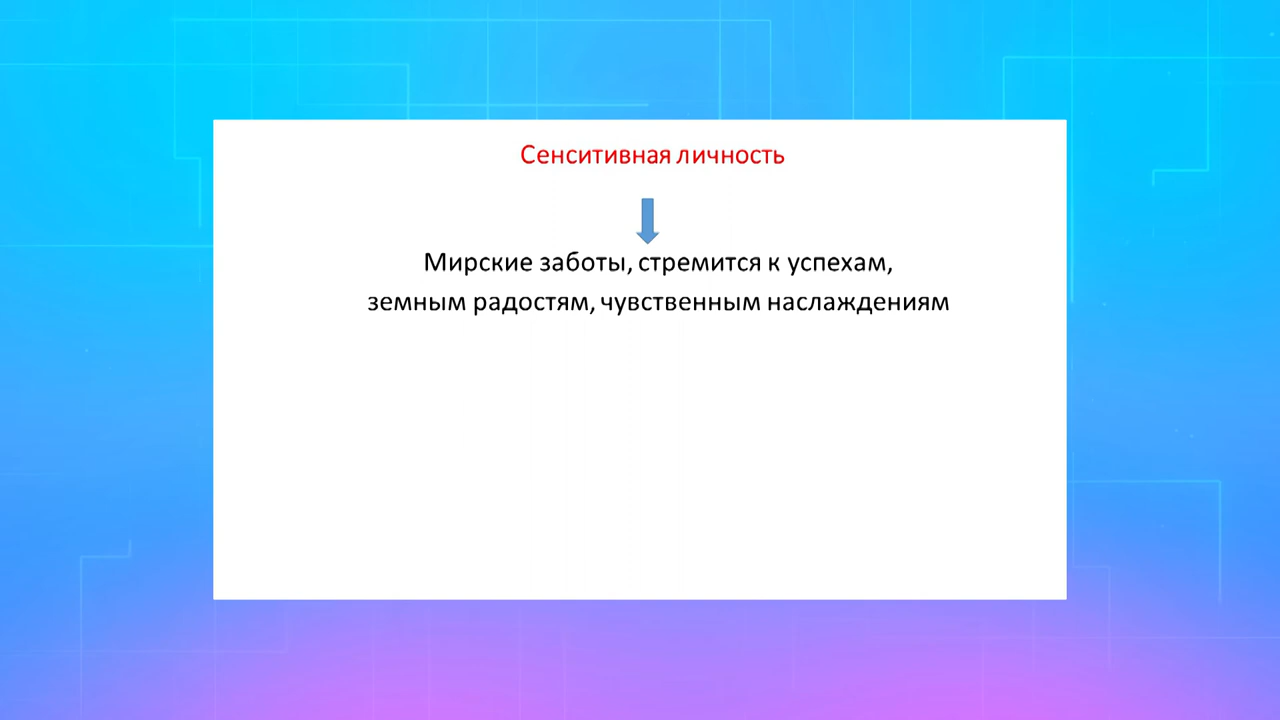 Сенситивная личность
Мирские заботы, стремится к успехам,
земным радостям, чувственным наслаждениям